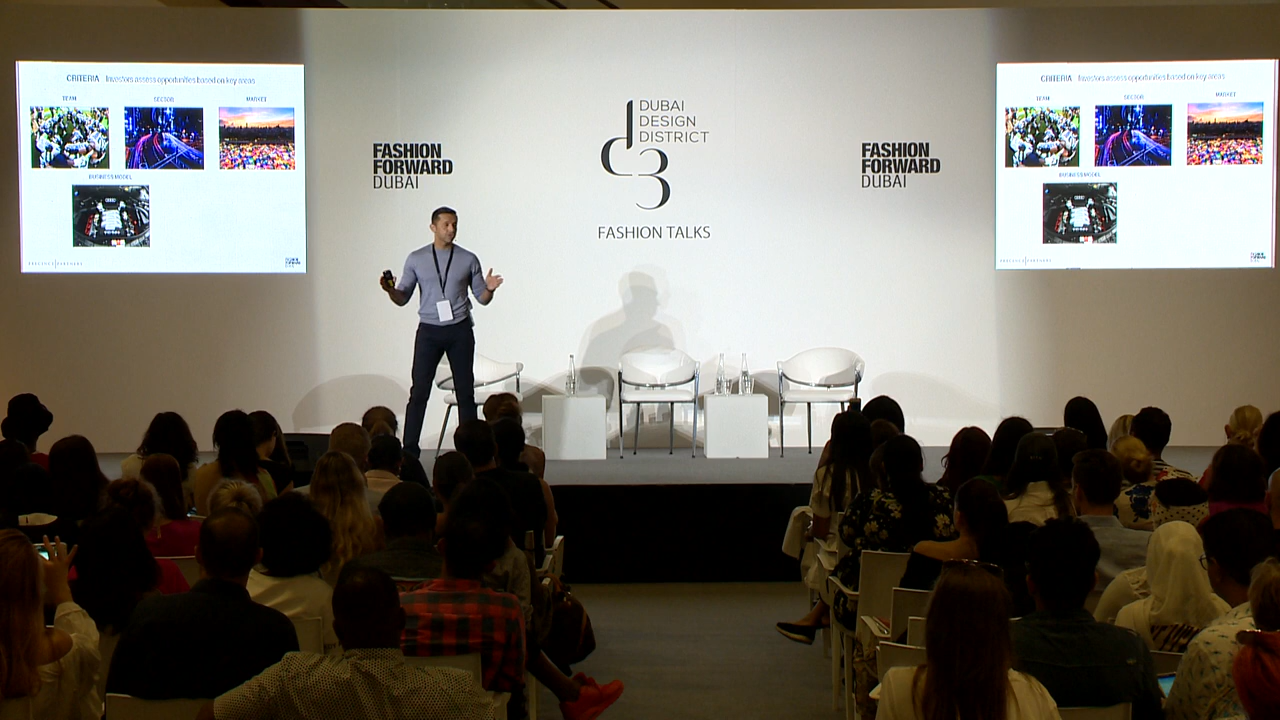 CRITERIA Investors assess opportunities based on key areas
TEAM SECTOR MARKET
BUSINESS MODEL
FASHION
FORWARD
DUBAI
d3
DUBAI
DESIGN
DISTRICT
FASHION TALKS
FASHION
FORWARD
DUBAI
CRITERIA Investors assess opportunities based on key areas
TEAM SECTOR MARKET
BUSINESS MODEL